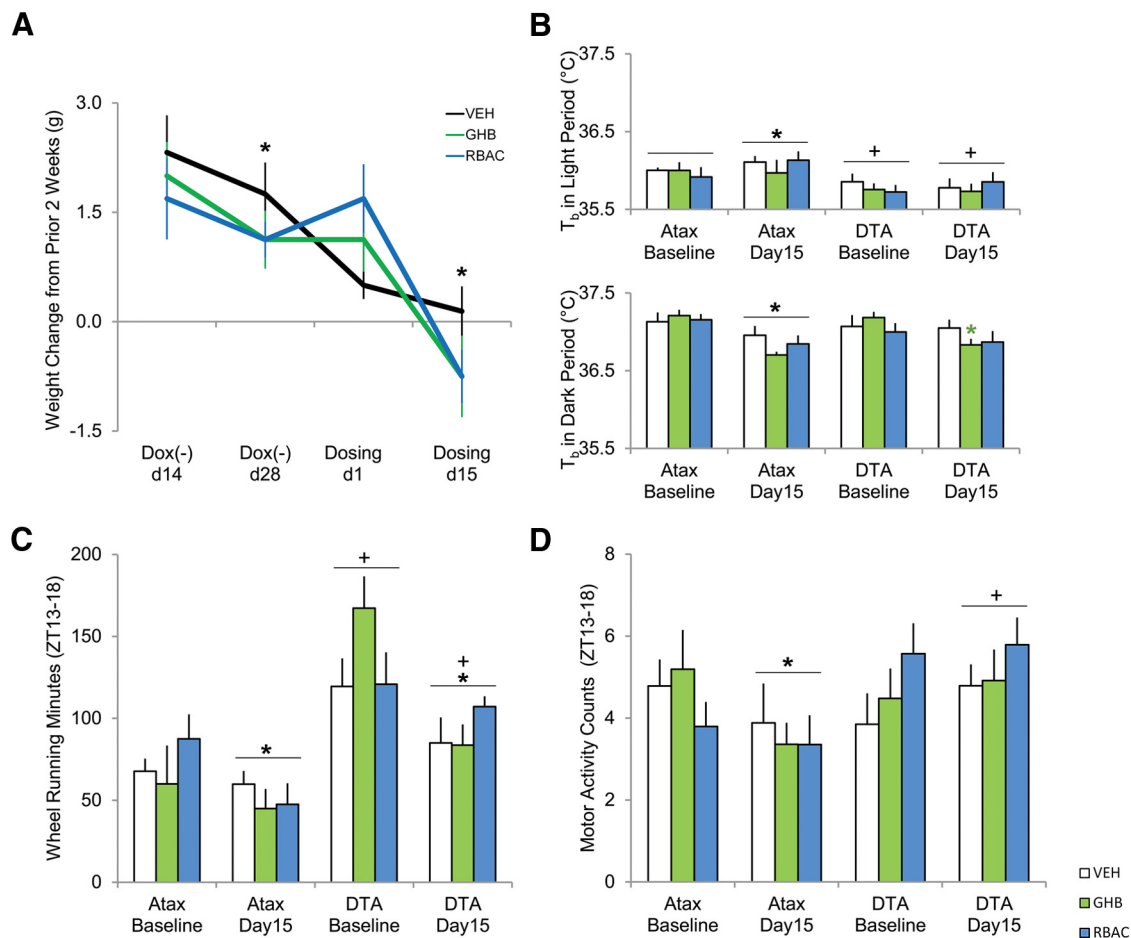 A
Weight Change from Prior 2 Weeks (g)
3.0
1.5
0.0
-1.5
VEH
GHB
RBAC
*
*
Dox(-)
d14
Dox(-)
d28
Dosing
d1
Dosing
d15
B
Tb in Light Period (°C)
37.5
36.5
35.5
*
+
+
Atax
Baseline
Atax
Day15
DTA
Baseline
DTA
Day15
Tb in Dark Period (°C)
37.5
36.5
35.5
*
*
Atax
Baseline
Atax
Day15
DTA
Baseline
DTA
Day15
C
Wheel Running Minutes (ZT13-18)
200
150
100
50
0
*
+
+
*
Atax
Baseline
Atax
Day15
DTA
Baseline
DTA
Day15
D
Motor Activity Counts (ZT13-18)
8
6
4
2
0
*
+
Atax
Baseline
Atax
Day15
DTA
Baseline
DTA
Day15
VEH
GHB
RBAC